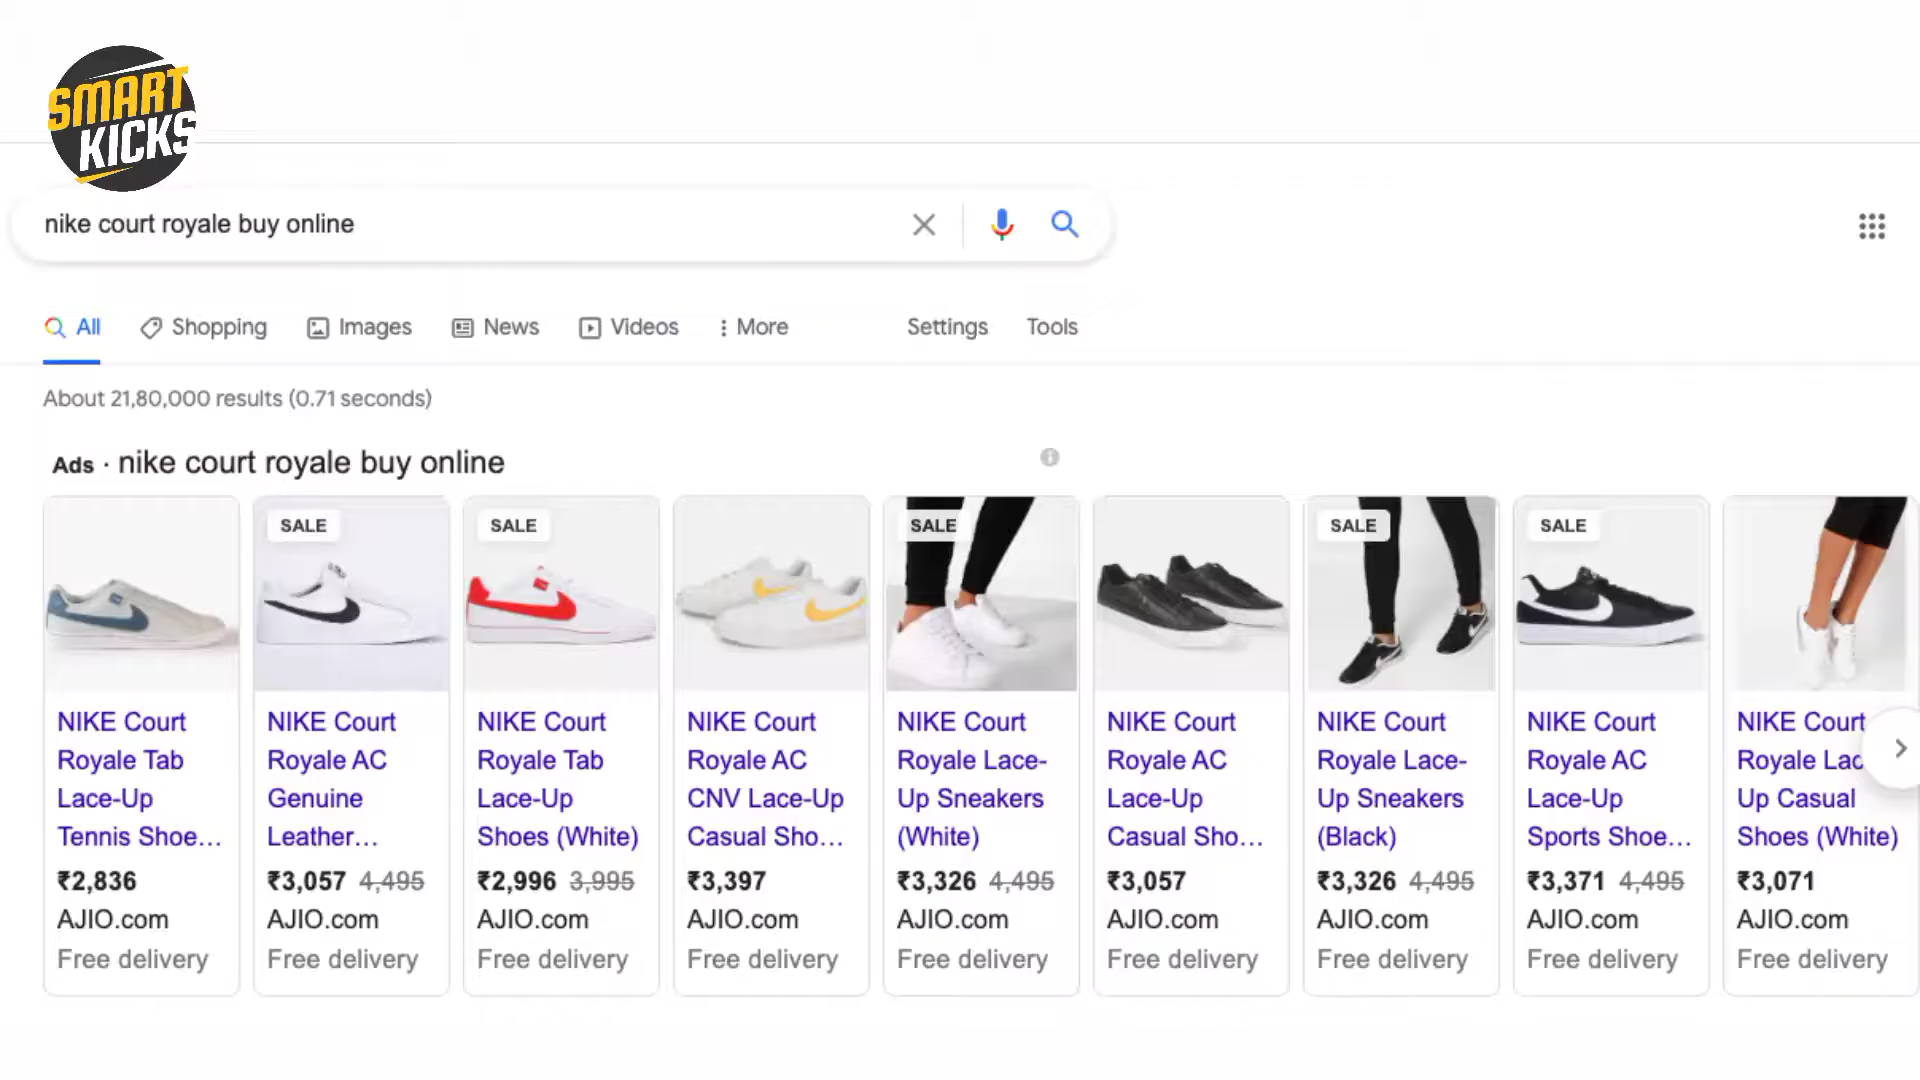 SMART
KICKS
nike court royale buy online
All
Shopping
Images
News
Videos
More
Settings
Tools
About 21,80,000 results (0.71 seconds)
Ads · nike court royale buy online
NIKE Court
Royale Tab
Lace-Up
Tennis Shoe...
₹2,836
AJIO.com
Free delivery
SALE
NIKE Court
Royale AC
Genuine
Leather...
₹3,057 4,495
AJIO.com
Free delivery
SALE
NIKE Court
Royale Tab
Lace-Up
Shoes (White)
₹2,996 3,995
AJIO.com
Free delivery
NIKE Court
Royale AC
CNV Lace-Up
Casual Sho...
₹3,397
AJIO.com
Free delivery
SALE
NIKE Court
Royale Lace-
Up Sneakers
(White)
₹3,326 4,495
AJIO.com
Free delivery
NIKE Court
Royale AC
Lace-Up
Casual Sho...
₹3,057
AJIO.com
Free delivery
SALE
NIKE Court
Royale Lace-
Up Sneakers
(Black)
₹3,326 4,495
AJIO.com
Free delivery
SALE
NIKE Court
Royale AC
Lace-Up
Sports Shoe...
₹3,371 4,495
AJIO.com
Free delivery
NIKE Court
Royale Lac
Up Casual
Shoes (White)
₹3,071
AJIO.com
Free delivery